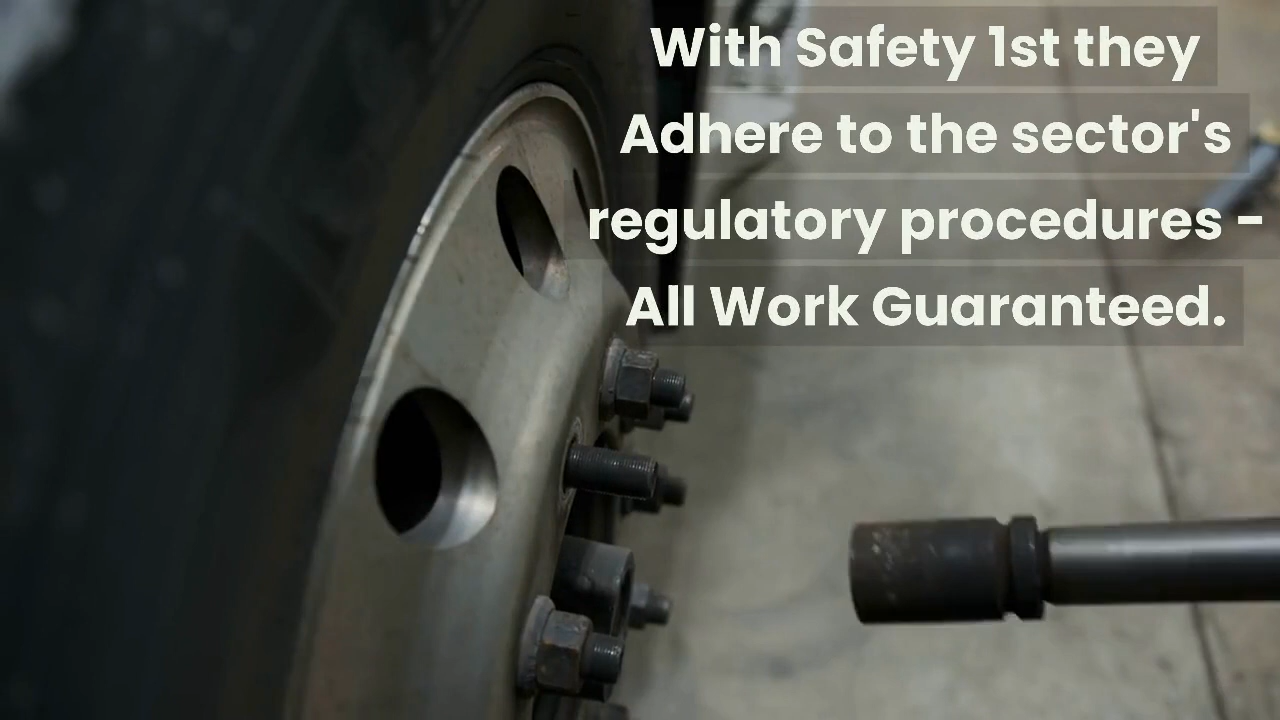 With Safety 1st they
Adhere to the sector's
regulatory procedures -
All Work Guaranteed.